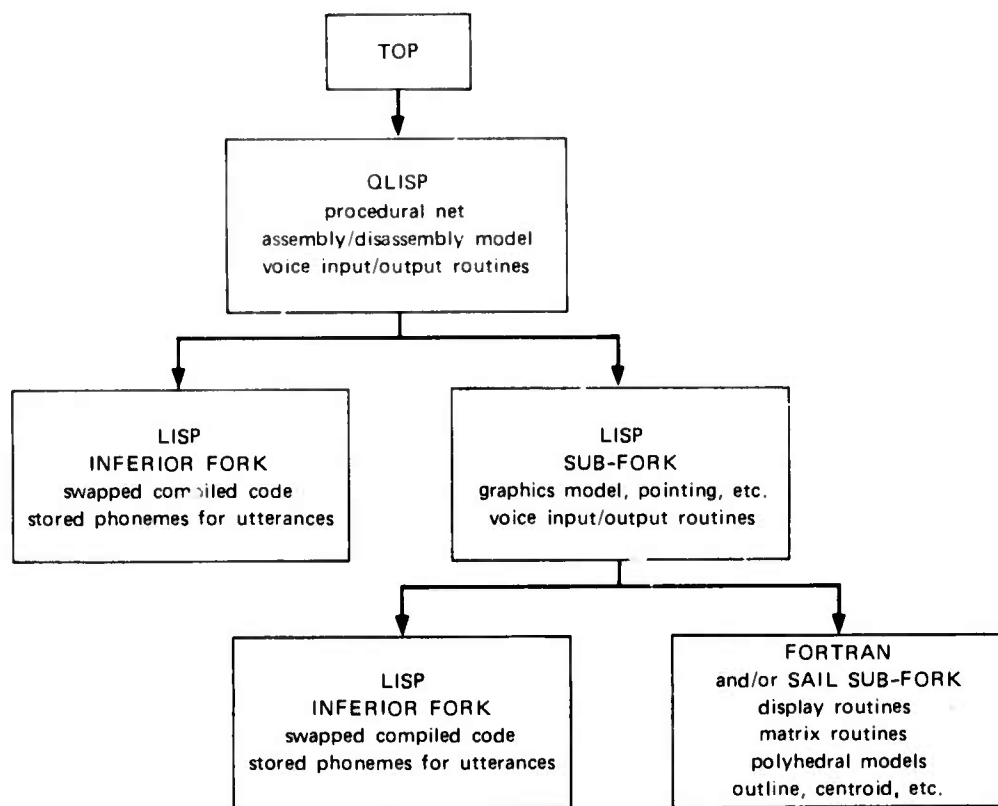 TOP
QLISP
procedural net
assembly/disassembly model
voice input/output routines
LISP
INFERIOR FORK
swapped compiled code
stored phonemes for utterances
LISP
SUB-FORK
graphics model, pointing, etc.
voice input/output routines
LISP
INFERIOR FORK
swapped compiled code
stored phonemes for utterances
FORTRAN
and/or SAIL SUB-FORK
display routines
matrix routines
polyhedral models
outline, centroid, etc.